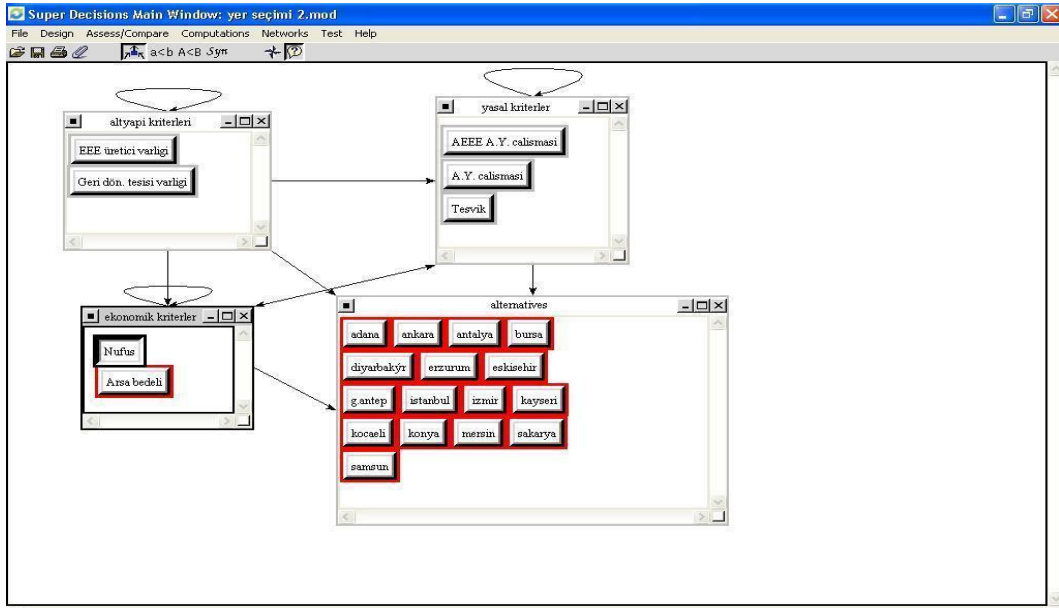 Super Decisions Main Window: yer seçimi 2.mod
File Design Assess/Compare Computations Networks Test Help
a<b A<B Syn
altyapi kriterleri
EEE üretici varligi
Geri dön. tesisi varligi
yasal kriterler
AEEE A.Y. calismasi
A.Y. calismasi
Tesvik
ekonomik kriterler
Nufus
Arsa bedeli
alternatives
adana ankara antalya bursa
diyarbakýr erzurum eskisehir
g.antep istanbul izmir kayseri
kocaeli konya mersin sakarya
samsun